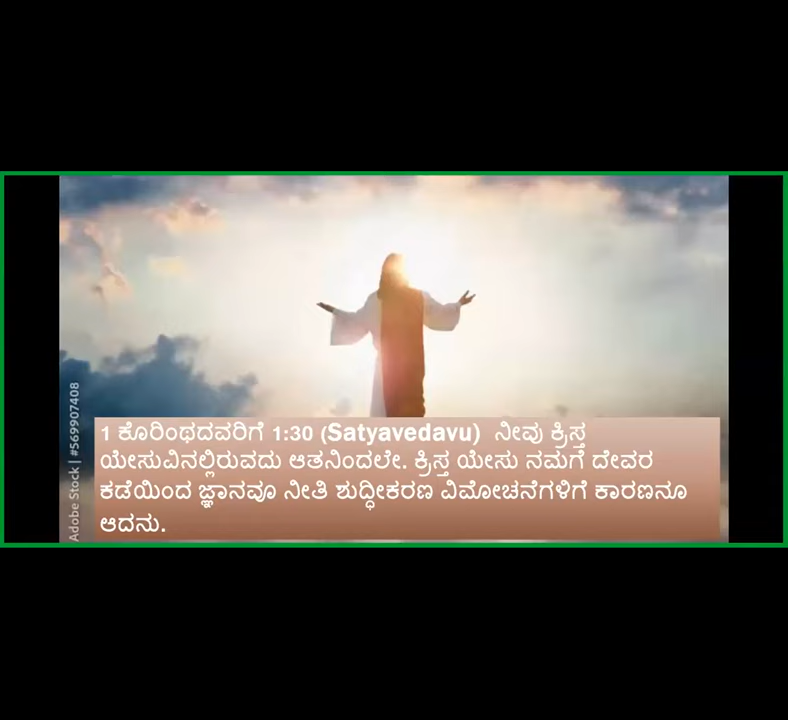 1 ಕೊರಿಂಥದವರಿಗೆ 1:30 (Satyavedavu) ನೀವು ಕ್ರಿಸ್ತ
ಯೇಸುವಿನಲ್ಲಿರುವದು ಆತನಿಂದಲೇ. ಕ್ರಿಸ್ತ ಯೇಸು ನಮಗೆ ದೇವರ
ಕಡೆಯಿಂದ ಜ್ಞಾನವೂ ನೀತಿ ಶುದ್ಧೀಕರಣ ವಿಮೋಚನೆಗಳಿಗೆ ಕಾರಣನೂ
ಆದನು.
Adobe Stock | #569907408